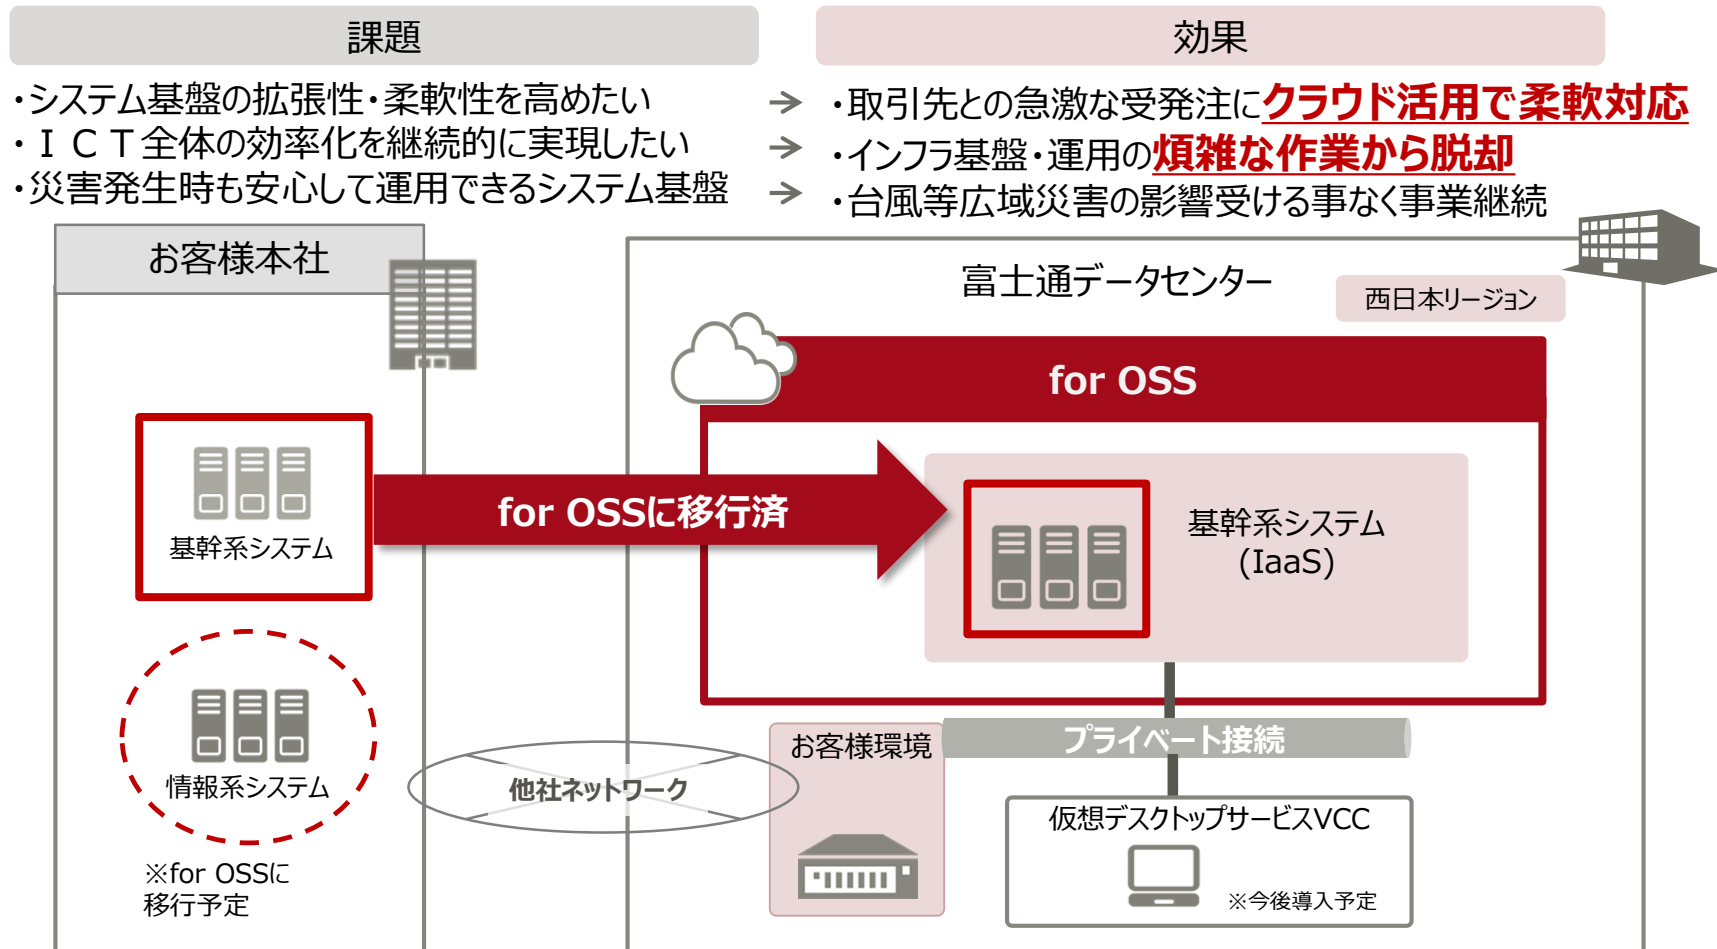 課題
・システム基盤の拡張性・柔軟性を高めたい
・ＩＣＴ全体の効率化を継続的に実現したい
・災害発生時も安心して運用できるシステム基盤
効果
・取引先との急激な受発注にクラウド活用で柔軟対応
・インフラ基盤・運用の煩雑な作業から脱却
・台風等広域災害の影響受ける事なく事業継続
お客様本社
富士通データセンター
西日本リージョン
for OSS
基幹系システム
for OSSに移行済
基幹系システム
(IaaS)
情報系システム
※for OSSに
移行予定
他社ネットワーク
お客様環境
プライベート接続
仮想デスクトップサービスVCC
※今後導入予定